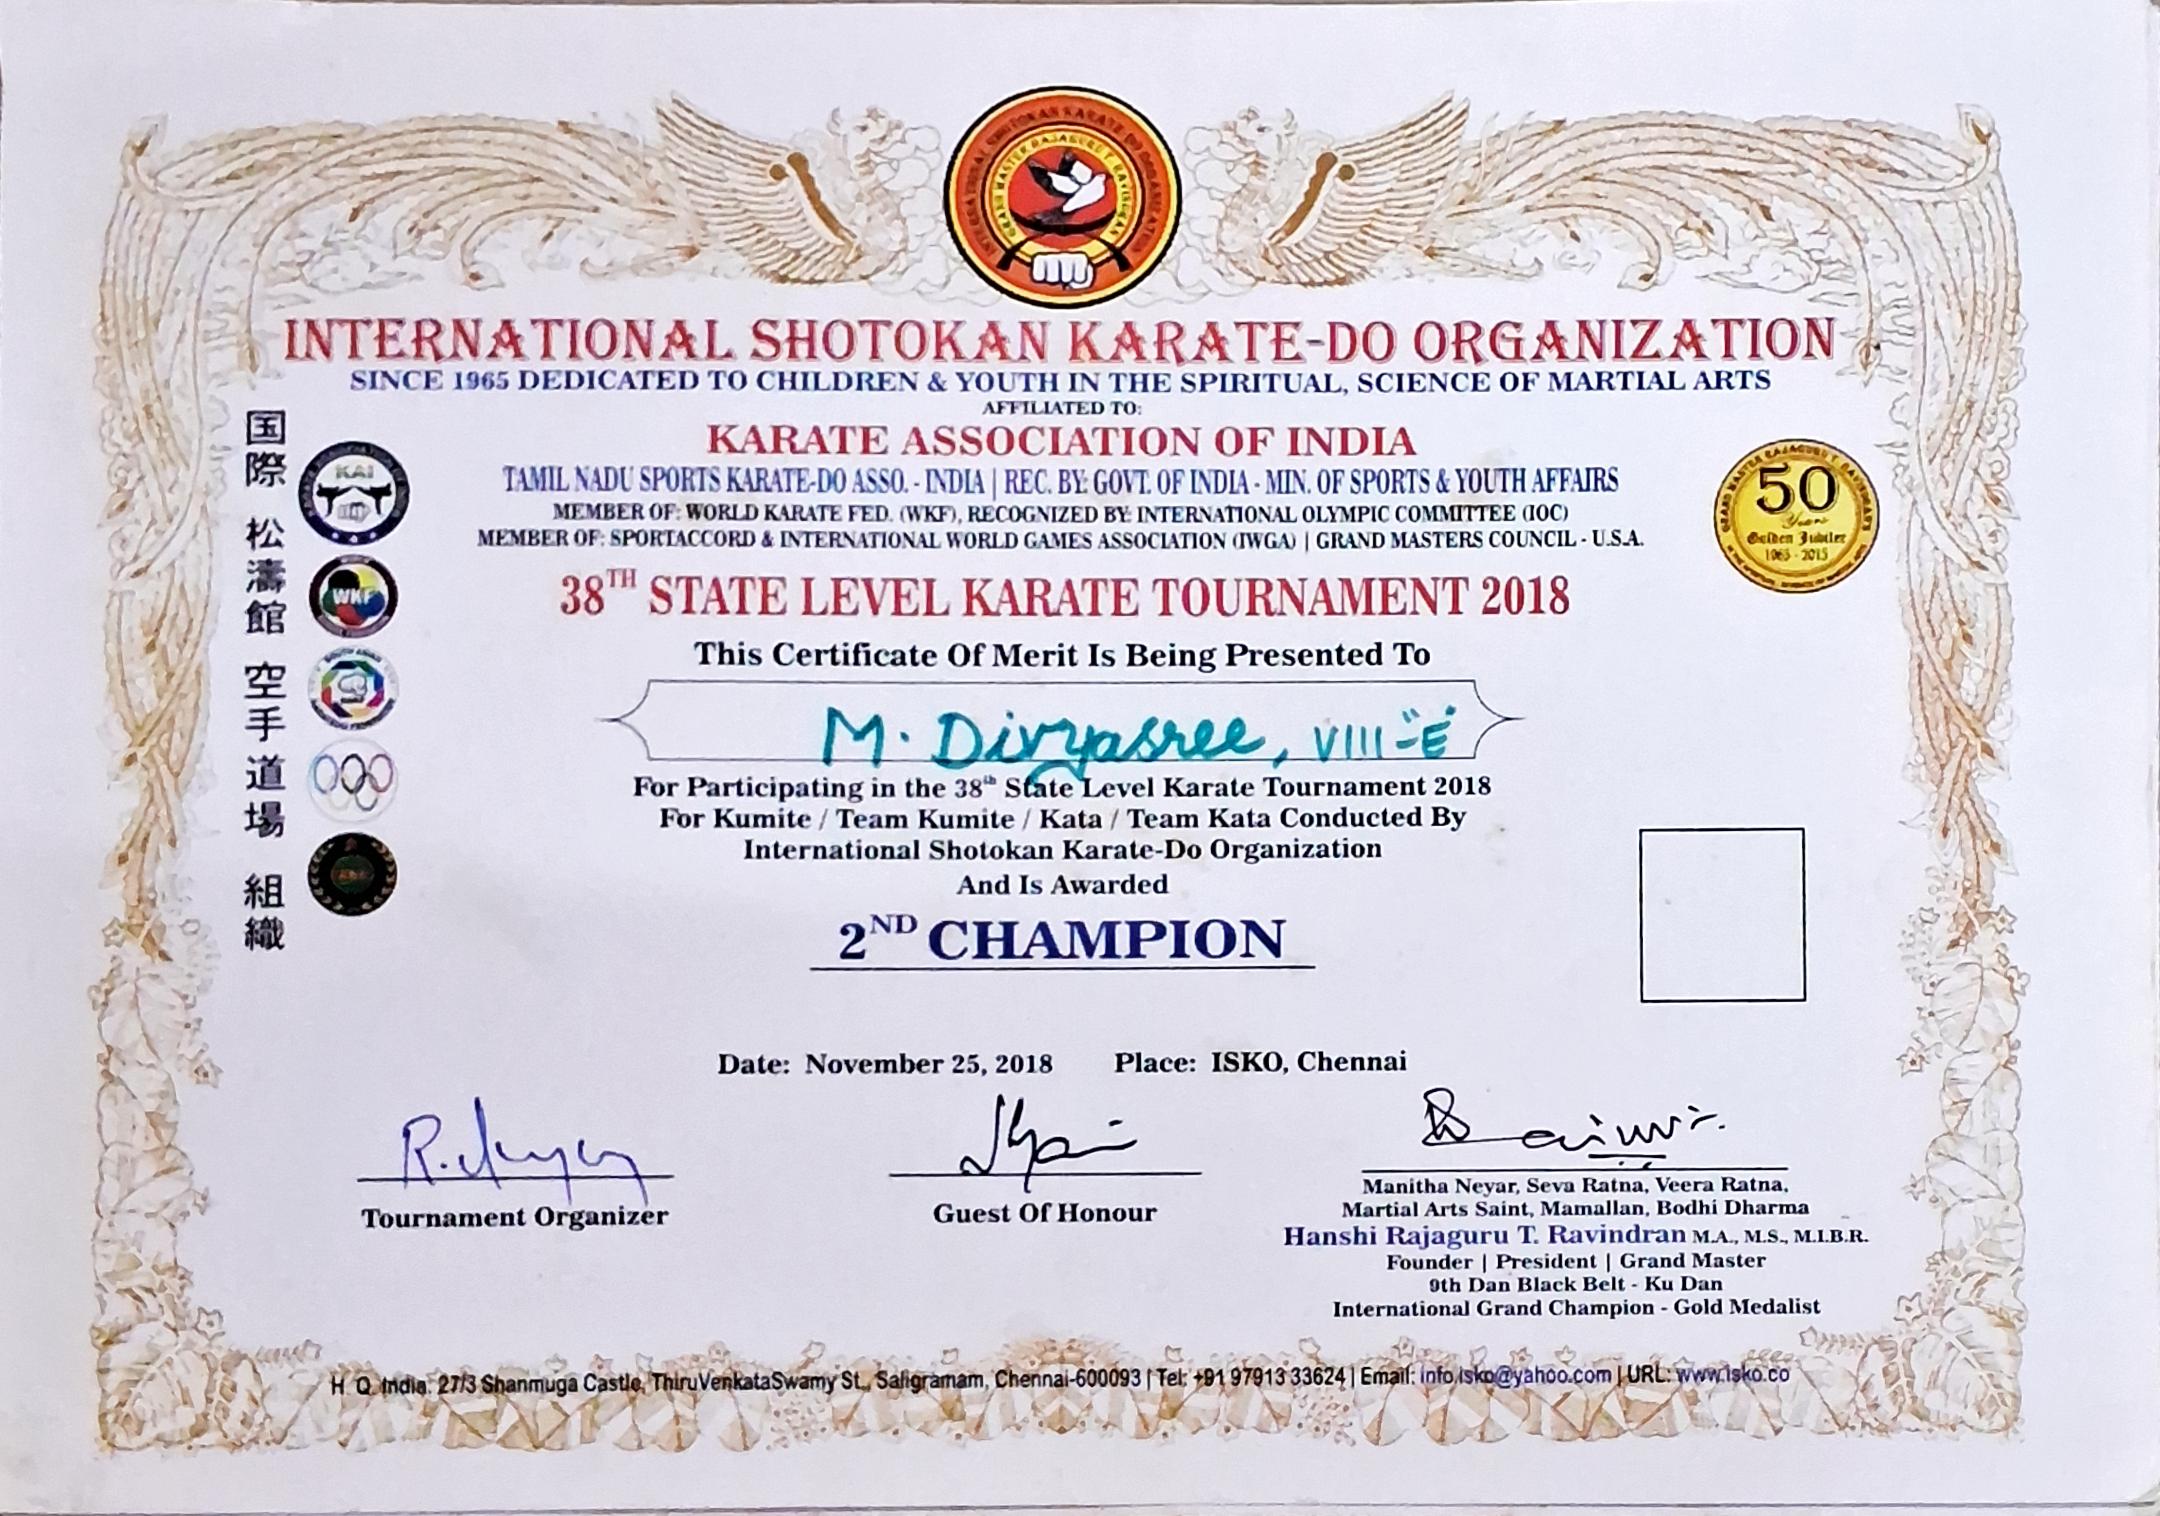 INTERNATIONAL SHOTOKAN KARATE-DO ORGANIZATION
SINCE 1965 DEDICATED TO CHILDREN & YOUTH IN THE SPIRITUAL, SCIENCE OF MARTIAL ARTS
AFFILIATED TO:
KARATE ASSOCIATION OF INDIA
TAMIL NADU SPORTS KARATE-DO ASSO. - INDIA | REC. BY: GOVT. OF INDIA - MIN. OF SPORTS & YOUTH AFFAIRS
MEMBER OF: WORLD KARATE FED. (WKF), RECOGNIZED BY: INTERNATIONAL OLYMPIC COMMITTEE (IOC)
MEMBER OF: SPORTACCORD & INTERNATIONAL WORLD GAMES ASSOCIATION (IWGA) | GRAND MASTERS COUNCIL - U.S.A.
国際 松濤館 空手道場 組織
KAI
WKF
50
Years
Golden Jubilee
1965 - 2015
38TH STATE LEVEL KARATE TOURNAMENT 2018
This Certificate Of Merit Is Being Presented To
M. Divyasree, VIII-"E"
For Participating in the 38th State Level Karate Tournament 2018
For Kumite / Team Kumite / Kata / Team Kata Conducted By
International Shotokan Karate-Do Organization
And Is Awarded
2ND CHAMPION
Date: November 25, 2018 Place: ISKO, Chennai
Tournament Organizer
Guest Of Honour
Manitha Neyar, Seva Ratna, Veera Ratna,
Martial Arts Saint, Mamallan, Bodhi Dharma
Hanshi Rajaguru T. Ravindran M.A., M.S., M.I.B.R.
Founder | President | Grand Master
9th Dan Black Belt - Ku Dan
International Grand Champion - Gold Medalist
H. Q. India: 27/3 Shanmuga Castle, ThiruVenkataSwamy St., Saligramam, Chennai-600093 | Tel: +91 97913 33624 | Email: info.isko@yahoo.com | URL: www.isko.co